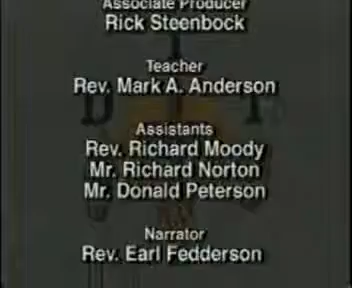 Associate Producer
Rick Steenbock
Teacher
Rev. Mark A. Anderson
Assistants
Rev. Richard Moody
Mr. Richard Norton
Mr. Donald Peterson
Narrator
Rev. Earl Fedderson
D T